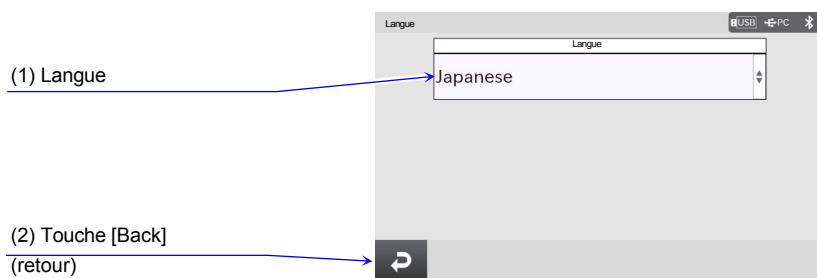 Langue
USB PC
Langue
(1) Langue
Japanese
(2) Touche [Back]
(retour)